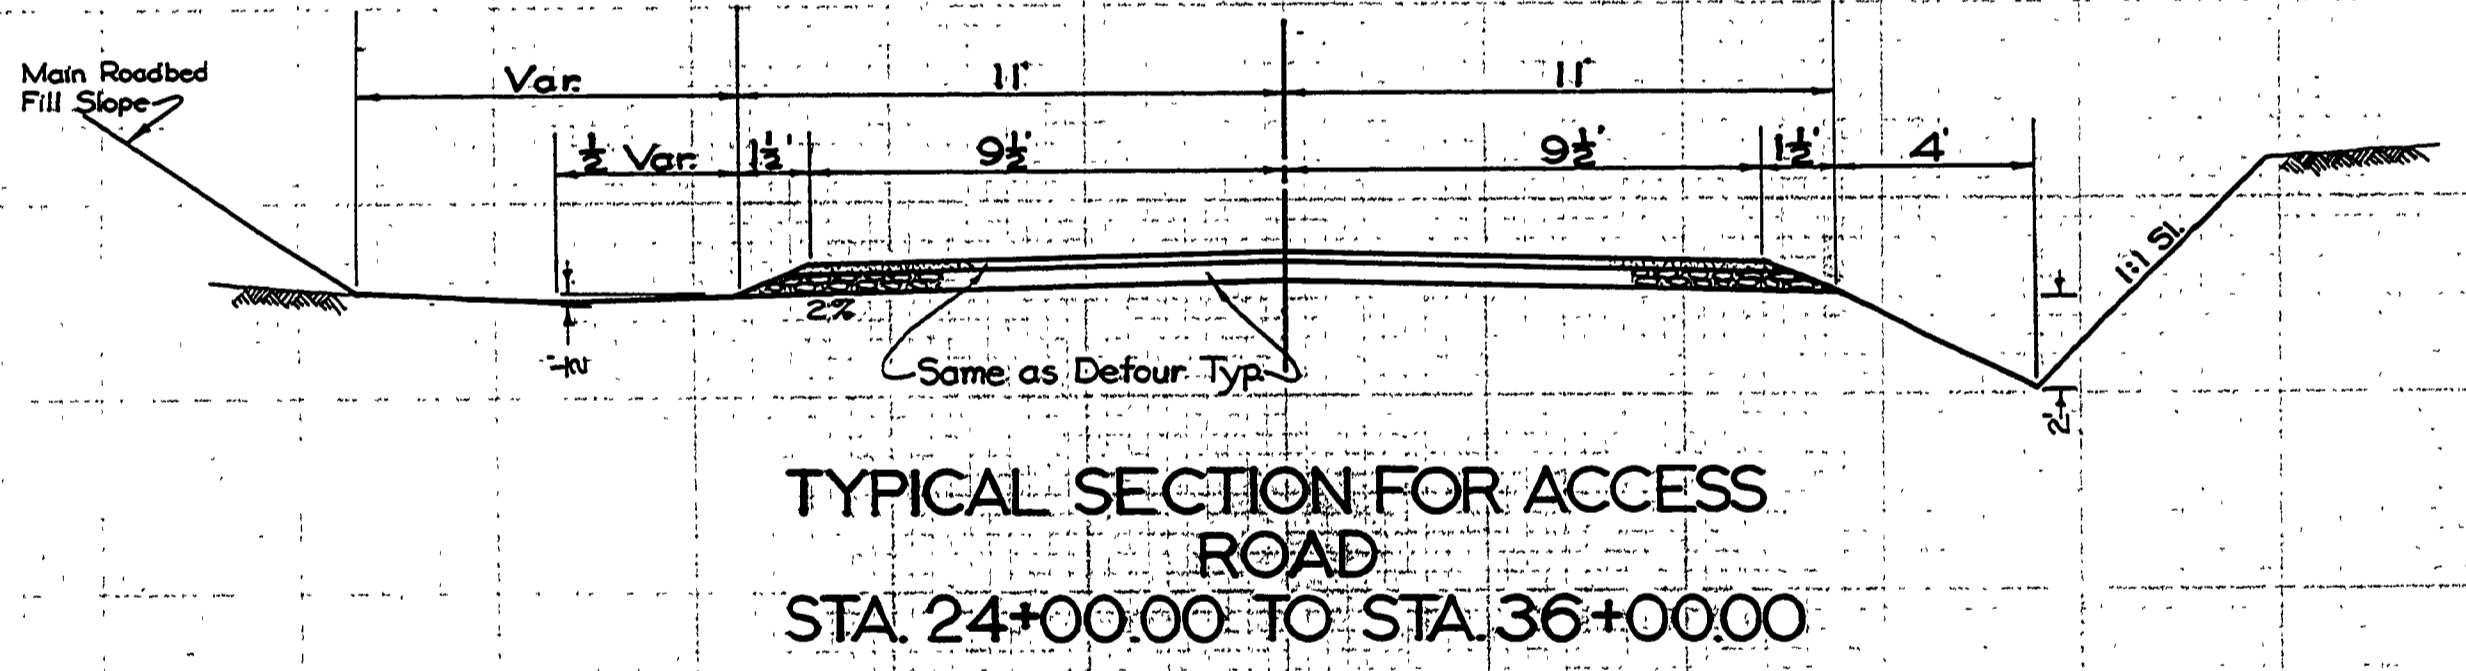 Main Roadbed
Fill Slope
Var.
11'
11'
½ Var.
1½'
9½'
9½'
1½'
4'
1:1 Sl.
2%
Same as Detour Typ.
2'
TYPICAL SECTION FOR ACCESS
ROAD
STA. 24+00.00 TO STA. 36+00.00